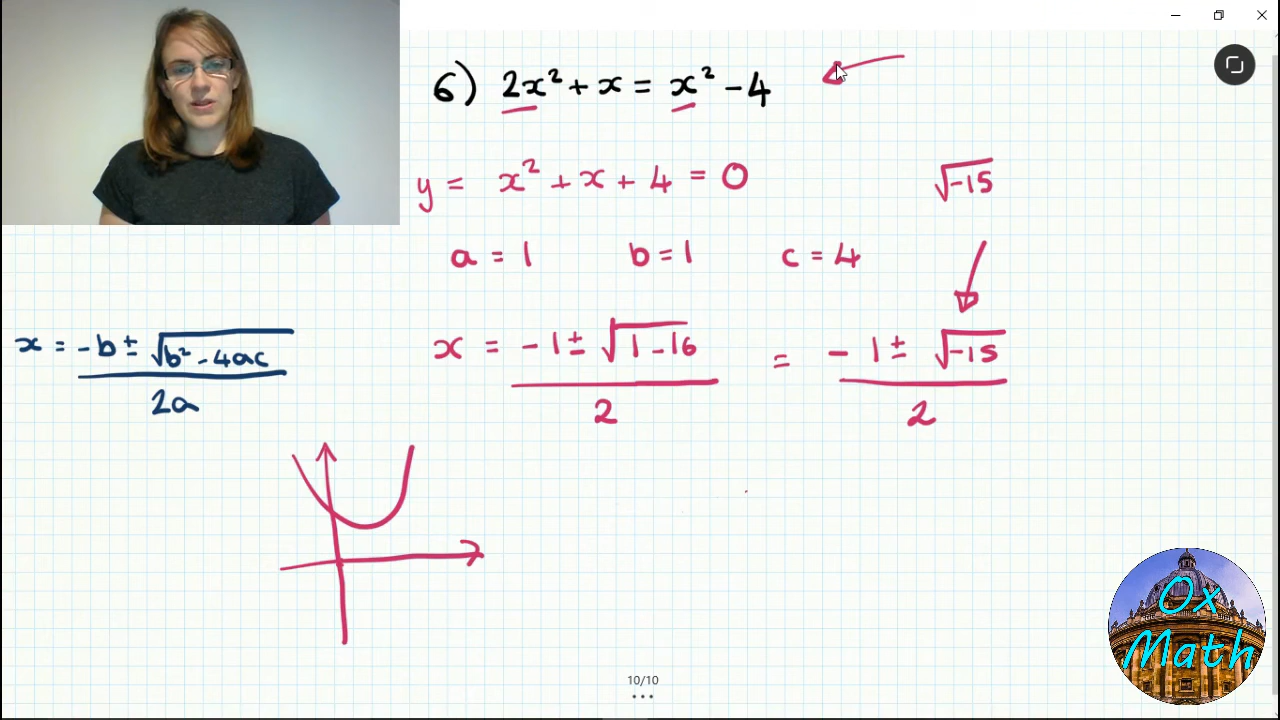 6) 2x² + x = x² - 4
y = x² + x + 4 = 0
√-15
a = 1 b = 1 c = 4
x = -b ± √b² - 4ac / 2a
x = -1 ± √1 - 16 / 2 = -1 ± √-15 / 2
Ox
Math
10/10